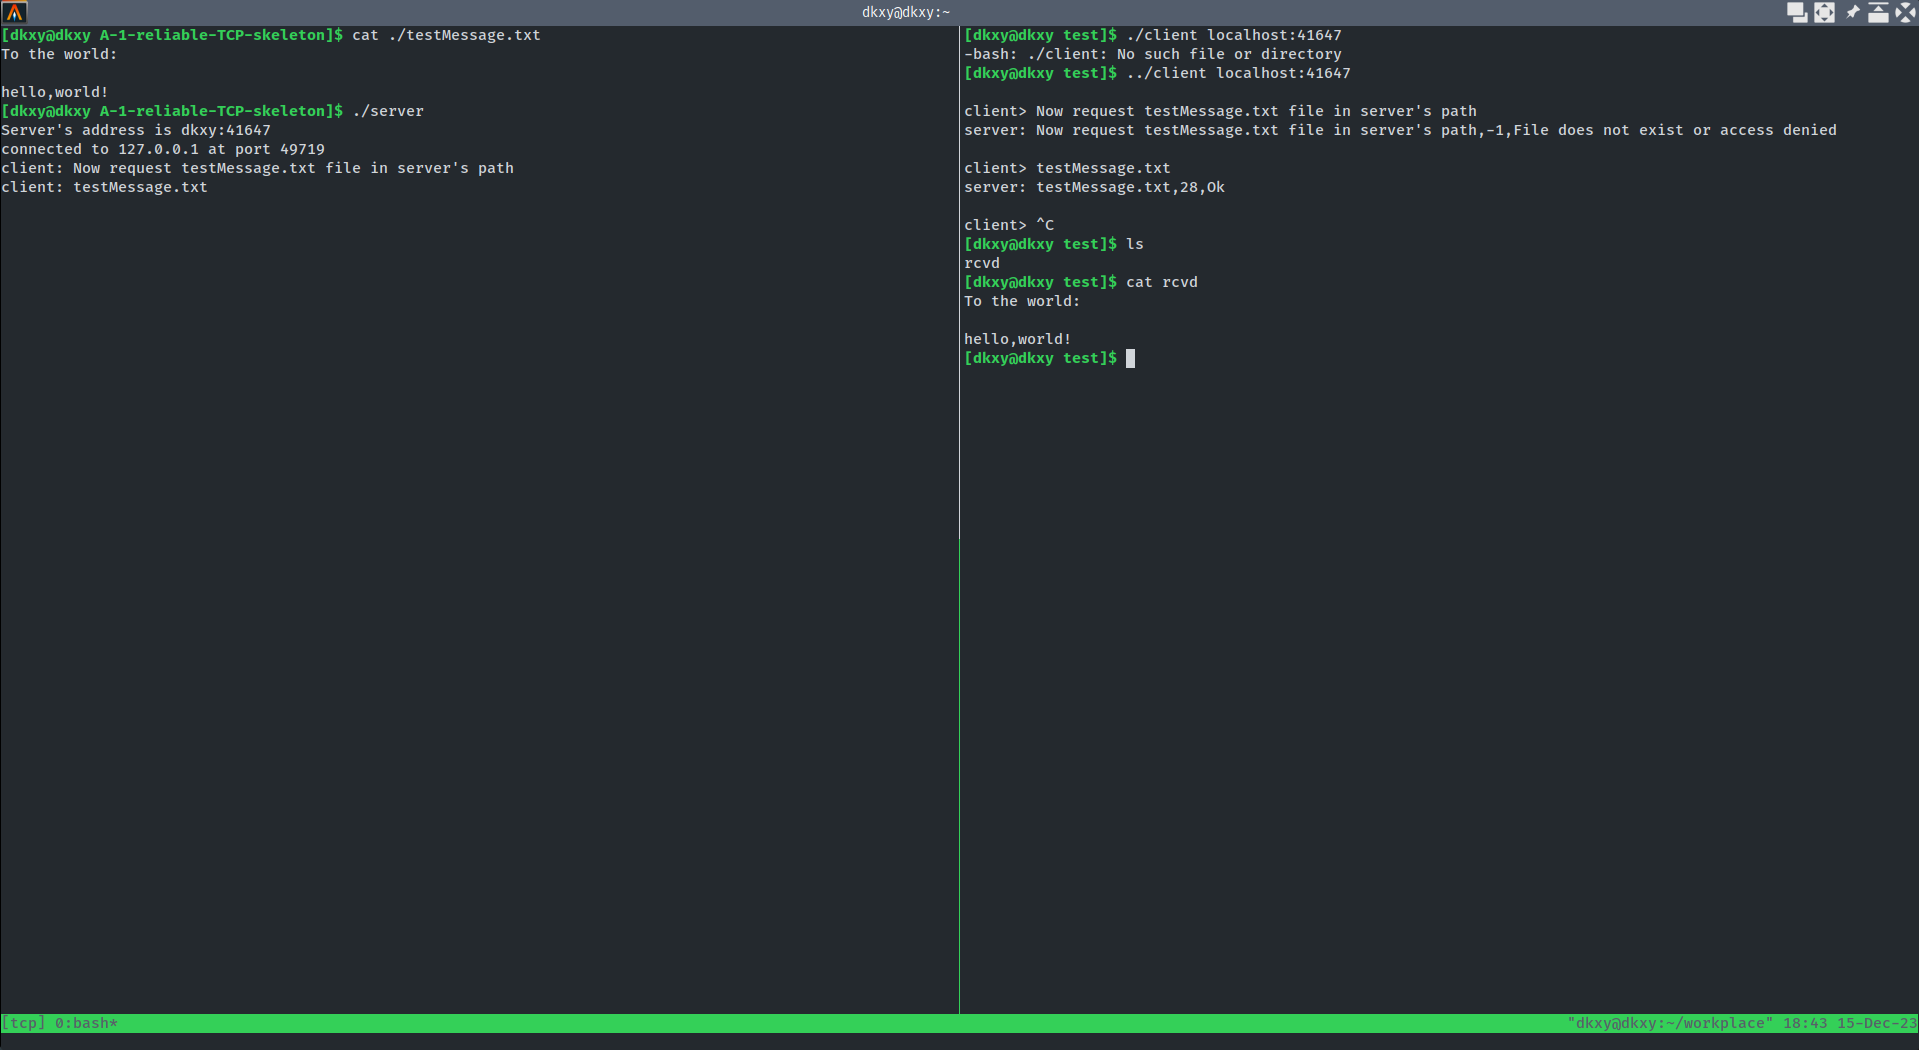 dkxy@dkxy:~
[dkxy@dkxy A-1-reliable-TCP-skeleton]$ cat ./testMessage.txt
To the world:

hello,world!
[dkxy@dkxy A-1-reliable-TCP-skeleton]$ ./server
Server's address is dkxy:41647
connected to 127.0.0.1 at port 49719
client: Now request testMessage.txt file in server's path
client: testMessage.txt
[dkxy@dkxy test]$ ./client localhost:41647
-bash: ./client: No such file or directory
[dkxy@dkxy test]$ ../client localhost:41647

client> Now request testMessage.txt file in server's path
server: Now request testMessage.txt file in server's path,-1,File does not exist or access denied

client> testMessage.txt
server: testMessage.txt,28,Ok

client> ^C
[dkxy@dkxy test]$ ls
rcvd
[dkxy@dkxy test]$ cat rcvd
To the world:

hello,world!
[dkxy@dkxy test]$
[tcp] 0:bash*
"dkxy@dkxy:~/workplace" 18:43 15-Dec-23